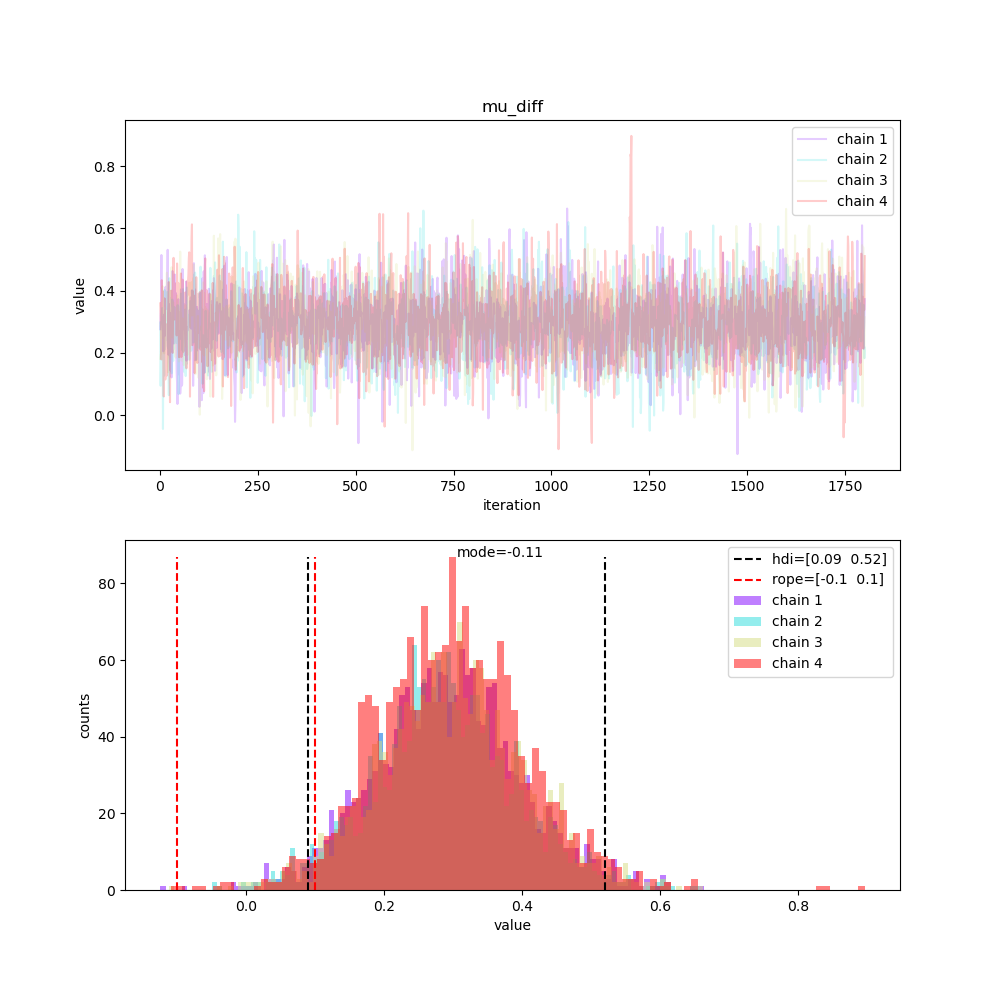 mu_diff
chain 1
chain 2
chain 3
chain 4
value
0.8
0.6
0.4
0.2
0.0
0 250 500 750 1000 1250 1500 1750
iteration
mode=-0.11
hdi=[0.09  0.52]
rope=[-0.1  0.1]
chain 1
chain 2
chain 3
chain 4
counts
80
60
40
20
0
0.0 0.2 0.4 0.6 0.8
value